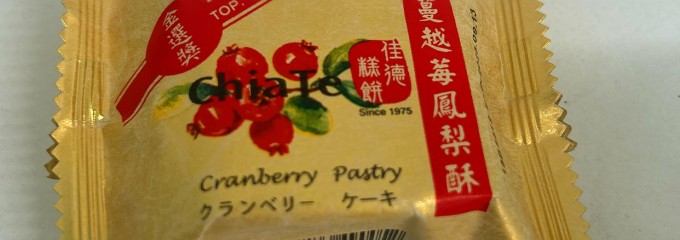 金選獎
TOP.
ChiaTe
佳德
糕餅
Since 1975
蔓越莓鳳梨酥
Cranberry Pastry
クランベリー ケーキ